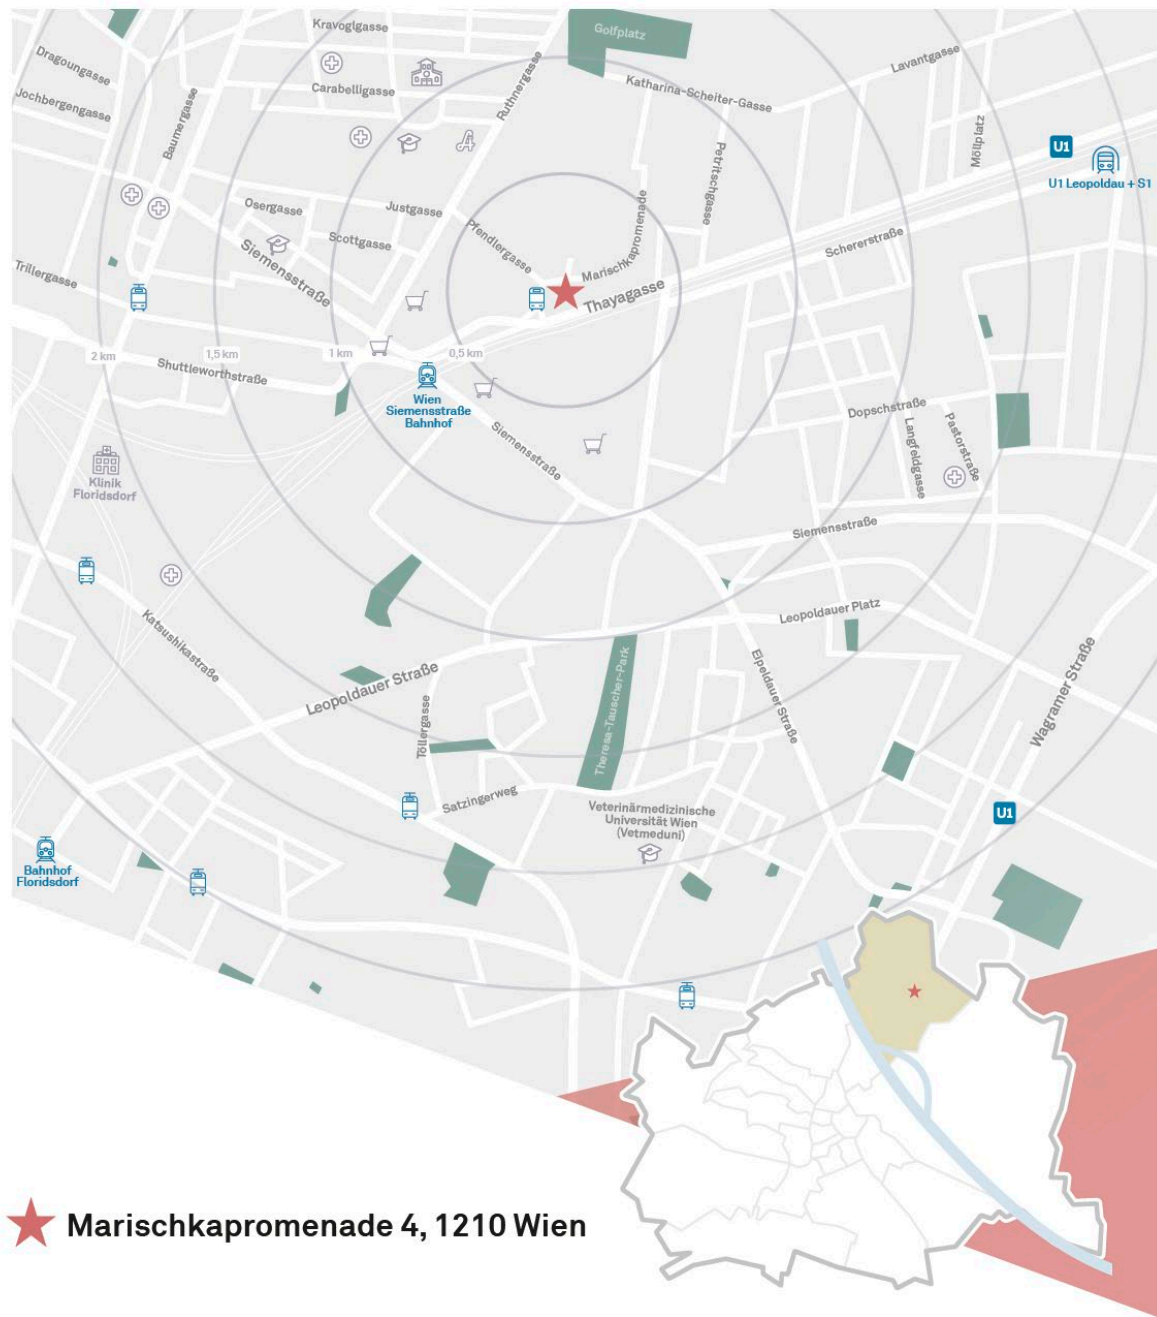 Kravoglgasse
Golfplatz
Dragoungasse
Lavantgasse
Carabelligasse
Ruthnergasse
Katharina-Scheiter-Gasse
Jochbergengasse
Baumergasse
Möllplatz
U1
Petritschgasse
U1 Leopoldau + S1
Osergasse
Justgasse
Pfendlergasse
Marischkapromenade
Scottgasse
Siemensstraße
Schererstraße
Trillergasse
Thayagasse
2 km
1,5 km
1 km
0,5 km
Shuttleworthstraße
Wien
Siemensstraße
Bahnhof
Dopschstraße
Langfeldgasse
Pastorstraße
Siemensstraße
Klinik
Floridsdorf
Siemensstraße
Leopoldauer Platz
Katsushikastraße
Eipeldauer Straße
Wagramer Straße
Theresa-Tauscher-Park
Leopoldauer Straße
Töllergasse
Satzingerweg
Veterinärmedizinische
Universität Wien
(Vetmeduni)
U1
Bahnhof
Floridsdorf
Marischkapromenade 4, 1210 Wien